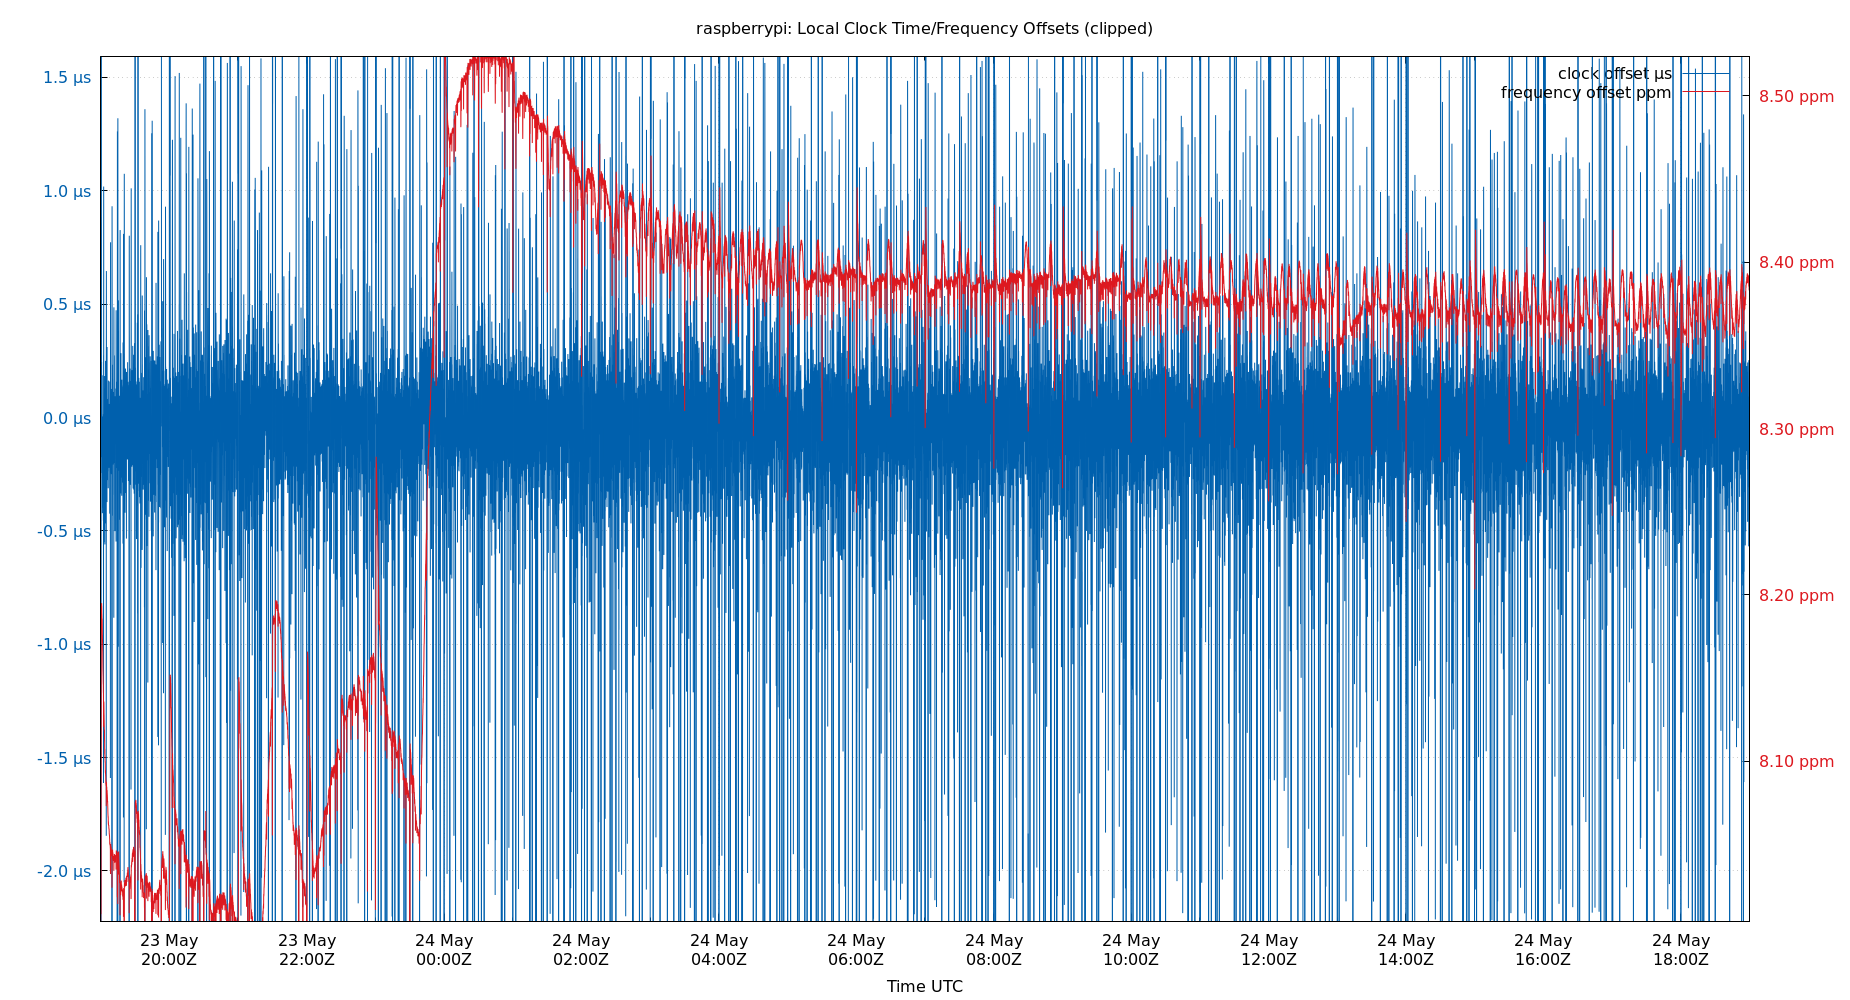 raspberrypi: Local Clock Time/Frequency Offsets (clipped)
clock offset µs
frequency offset ppm
1.5 µs
1.0 µs
0.5 µs
0.0 µs
-0.5 µs
-1.0 µs
-1.5 µs
-2.0 µs
8.50 ppm
8.40 ppm
8.30 ppm
8.20 ppm
8.10 ppm
23 May
20:00Z
23 May
22:00Z
24 May
00:00Z
24 May
02:00Z
24 May
04:00Z
24 May
06:00Z
24 May
08:00Z
24 May
10:00Z
24 May
12:00Z
24 May
14:00Z
24 May
16:00Z
24 May
18:00Z
Time UTC